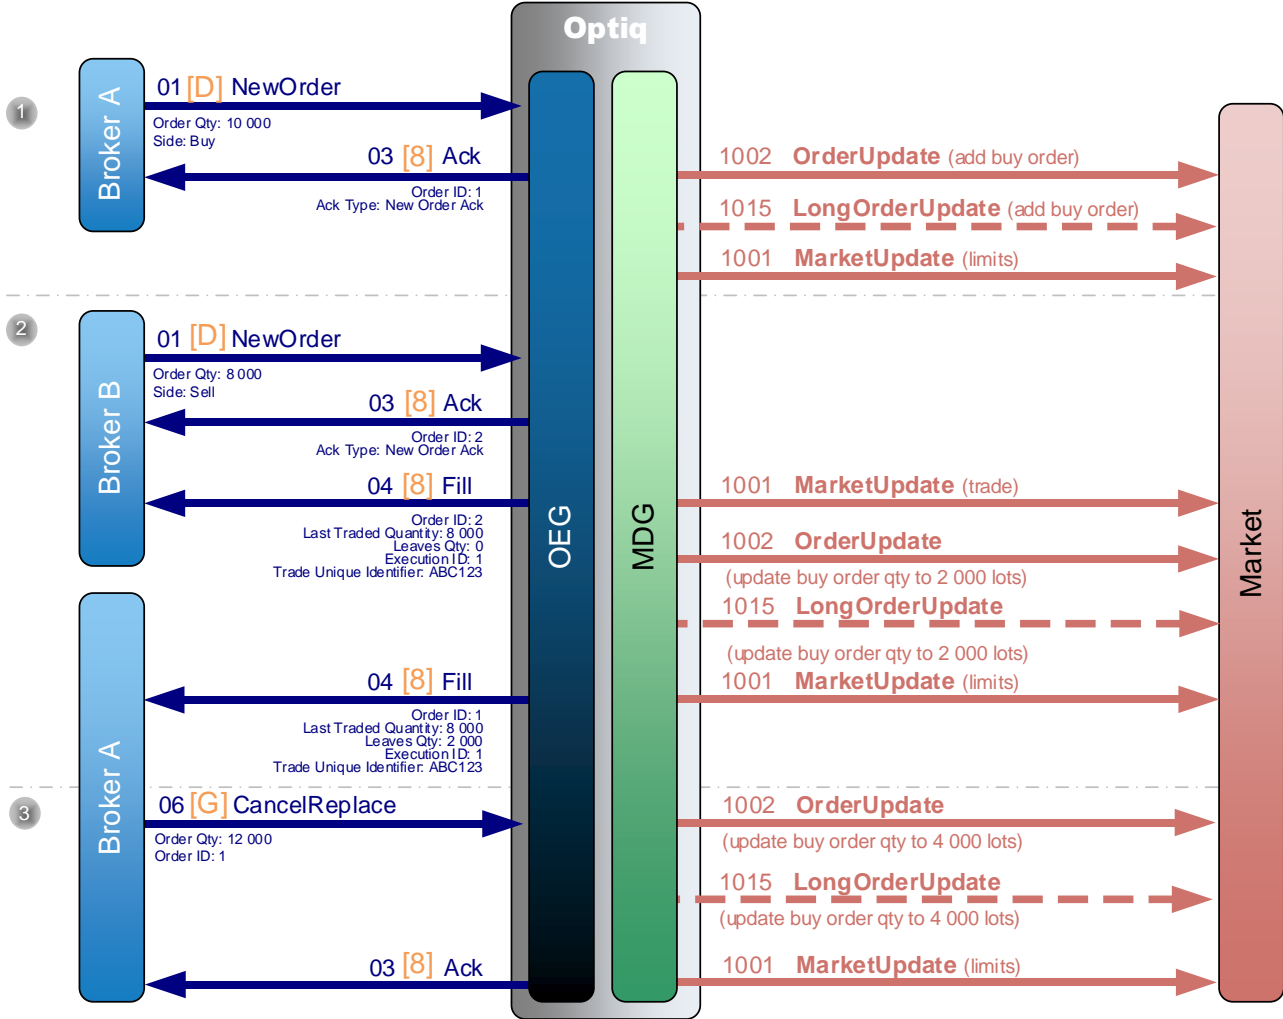 Optiq
1
Broker A
01 [D] NewOrder
Order Qty: 10 000
Side: Buy
03 [8] Ack
Order ID: 1
Ack Type: New Order Ack
1002 OrderUpdate (add buy order)
1015 LongOrderUpdate (add buy order)
1001 MarketUpdate (limits)
2
Broker B
01 [D] NewOrder
Order Qty: 8 000
Side: Sell
03 [8] Ack
Order ID: 2
Ack Type: New Order Ack
04 [8] Fill
Order ID: 2
Last Traded Quantity: 8 000
Leaves Qty: 0
Execution ID: 1
Trade Unique Identifier: ABC123
OEG
MDG
1001 MarketUpdate (trade)
1002 OrderUpdate
(update buy order qty to 2 000 lots)
1015 LongOrderUpdate
(update buy order qty to 2 000 lots)
1001 MarketUpdate (limits)
Market
Broker A
04 [8] Fill
Order ID: 1
Last Traded Quantity: 8 000
Leaves Qty: 2 000
Execution ID: 1
Trade Unique Identifier: ABC123
3
06 [G] CancelReplace
Order Qty: 12 000
Order ID: 1
1002 OrderUpdate
(update buy order qty to 4 000 lots)
1015 LongOrderUpdate
(update buy order qty to 4 000 lots)
03 [8] Ack
1001 MarketUpdate (limits)